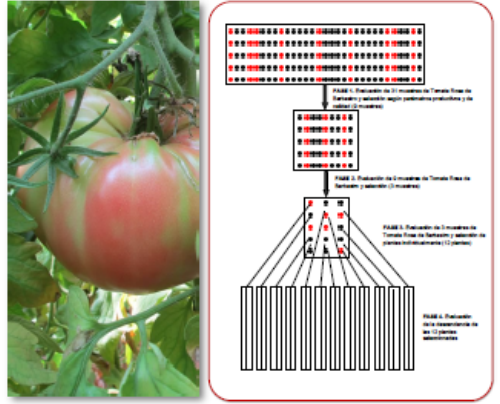 FASE 1. Evaluación de 31 muestras de Tomate Rosa de
Barbastro y selección según parámetros productivos y de
calidad (9 muestras)
FASE 2. Evaluación de 9 muestras de Tomate Rosa de
Barbastro y selección (3 muestras)
FASE 3. Evaluación de 3 muestras de
Tomate Rosa de Barbastro y selección de
plantas individualmente (12 plantas)
FASE 4. Evaluación
de la descendencia de
las 12 plantas
seleccionadas